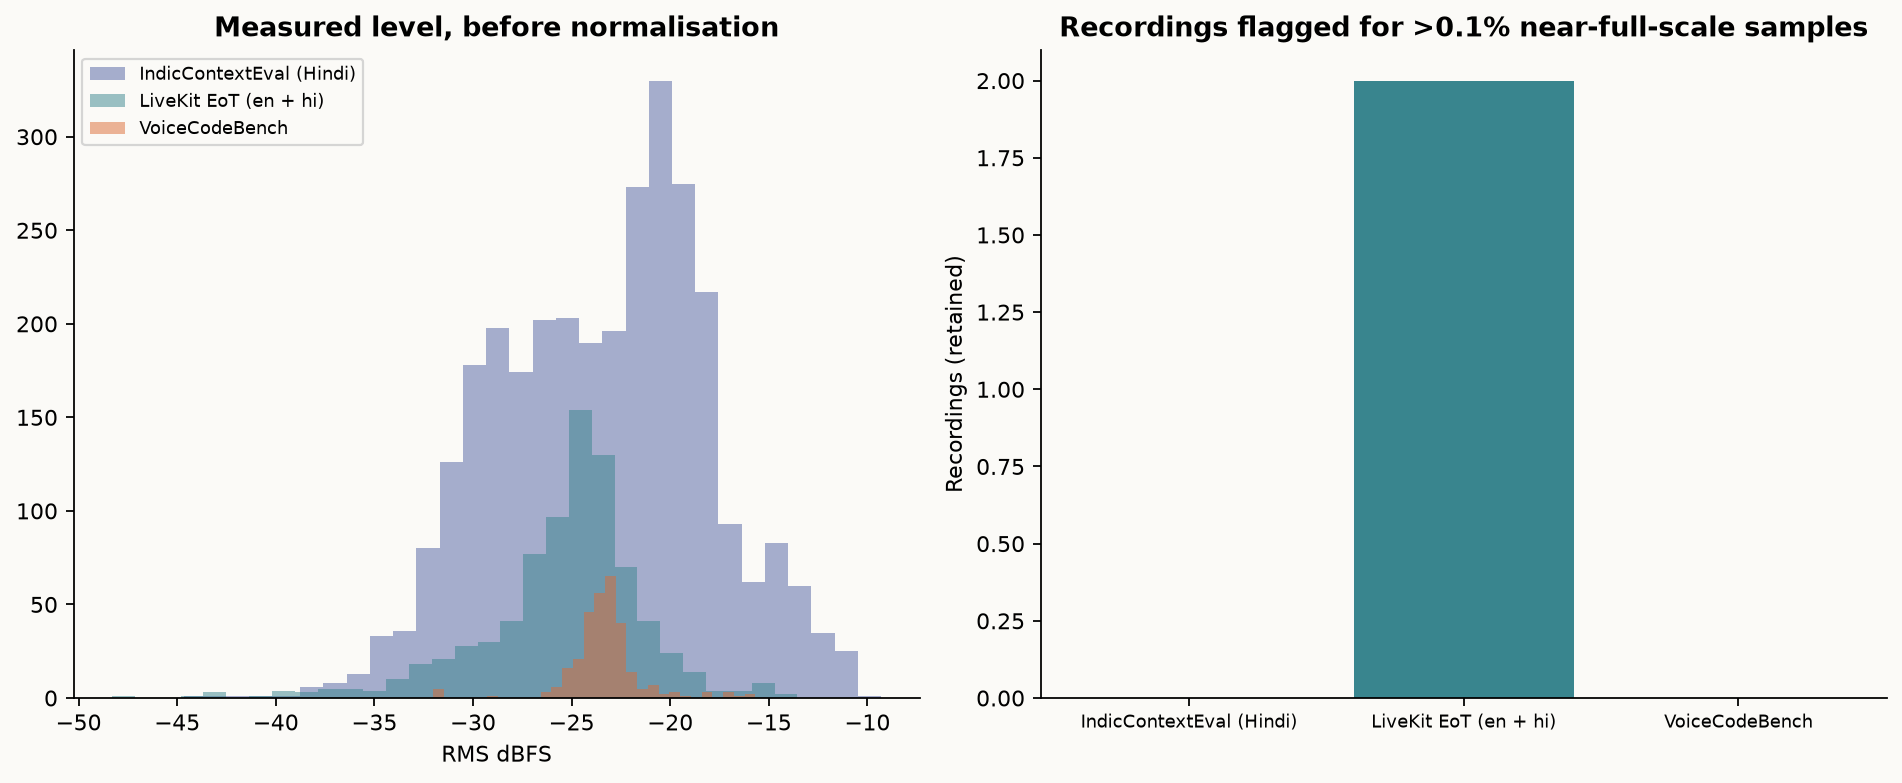 Measured level, before normalisation
IndicContextEval (Hindi)
LiveKit EoT (en + hi)
VoiceCodeBench
300
250
200
150
100
50
0
−50 −45 −40 −35 −30 −25 −20 −15 −10
RMS dBFS
Recordings flagged for >0.1% near-full-scale samples
Recordings (retained)
2.00
1.75
1.50
1.25
1.00
0.75
0.50
0.25
0.00
IndicContextEval (Hindi) LiveKit EoT (en + hi) VoiceCodeBench